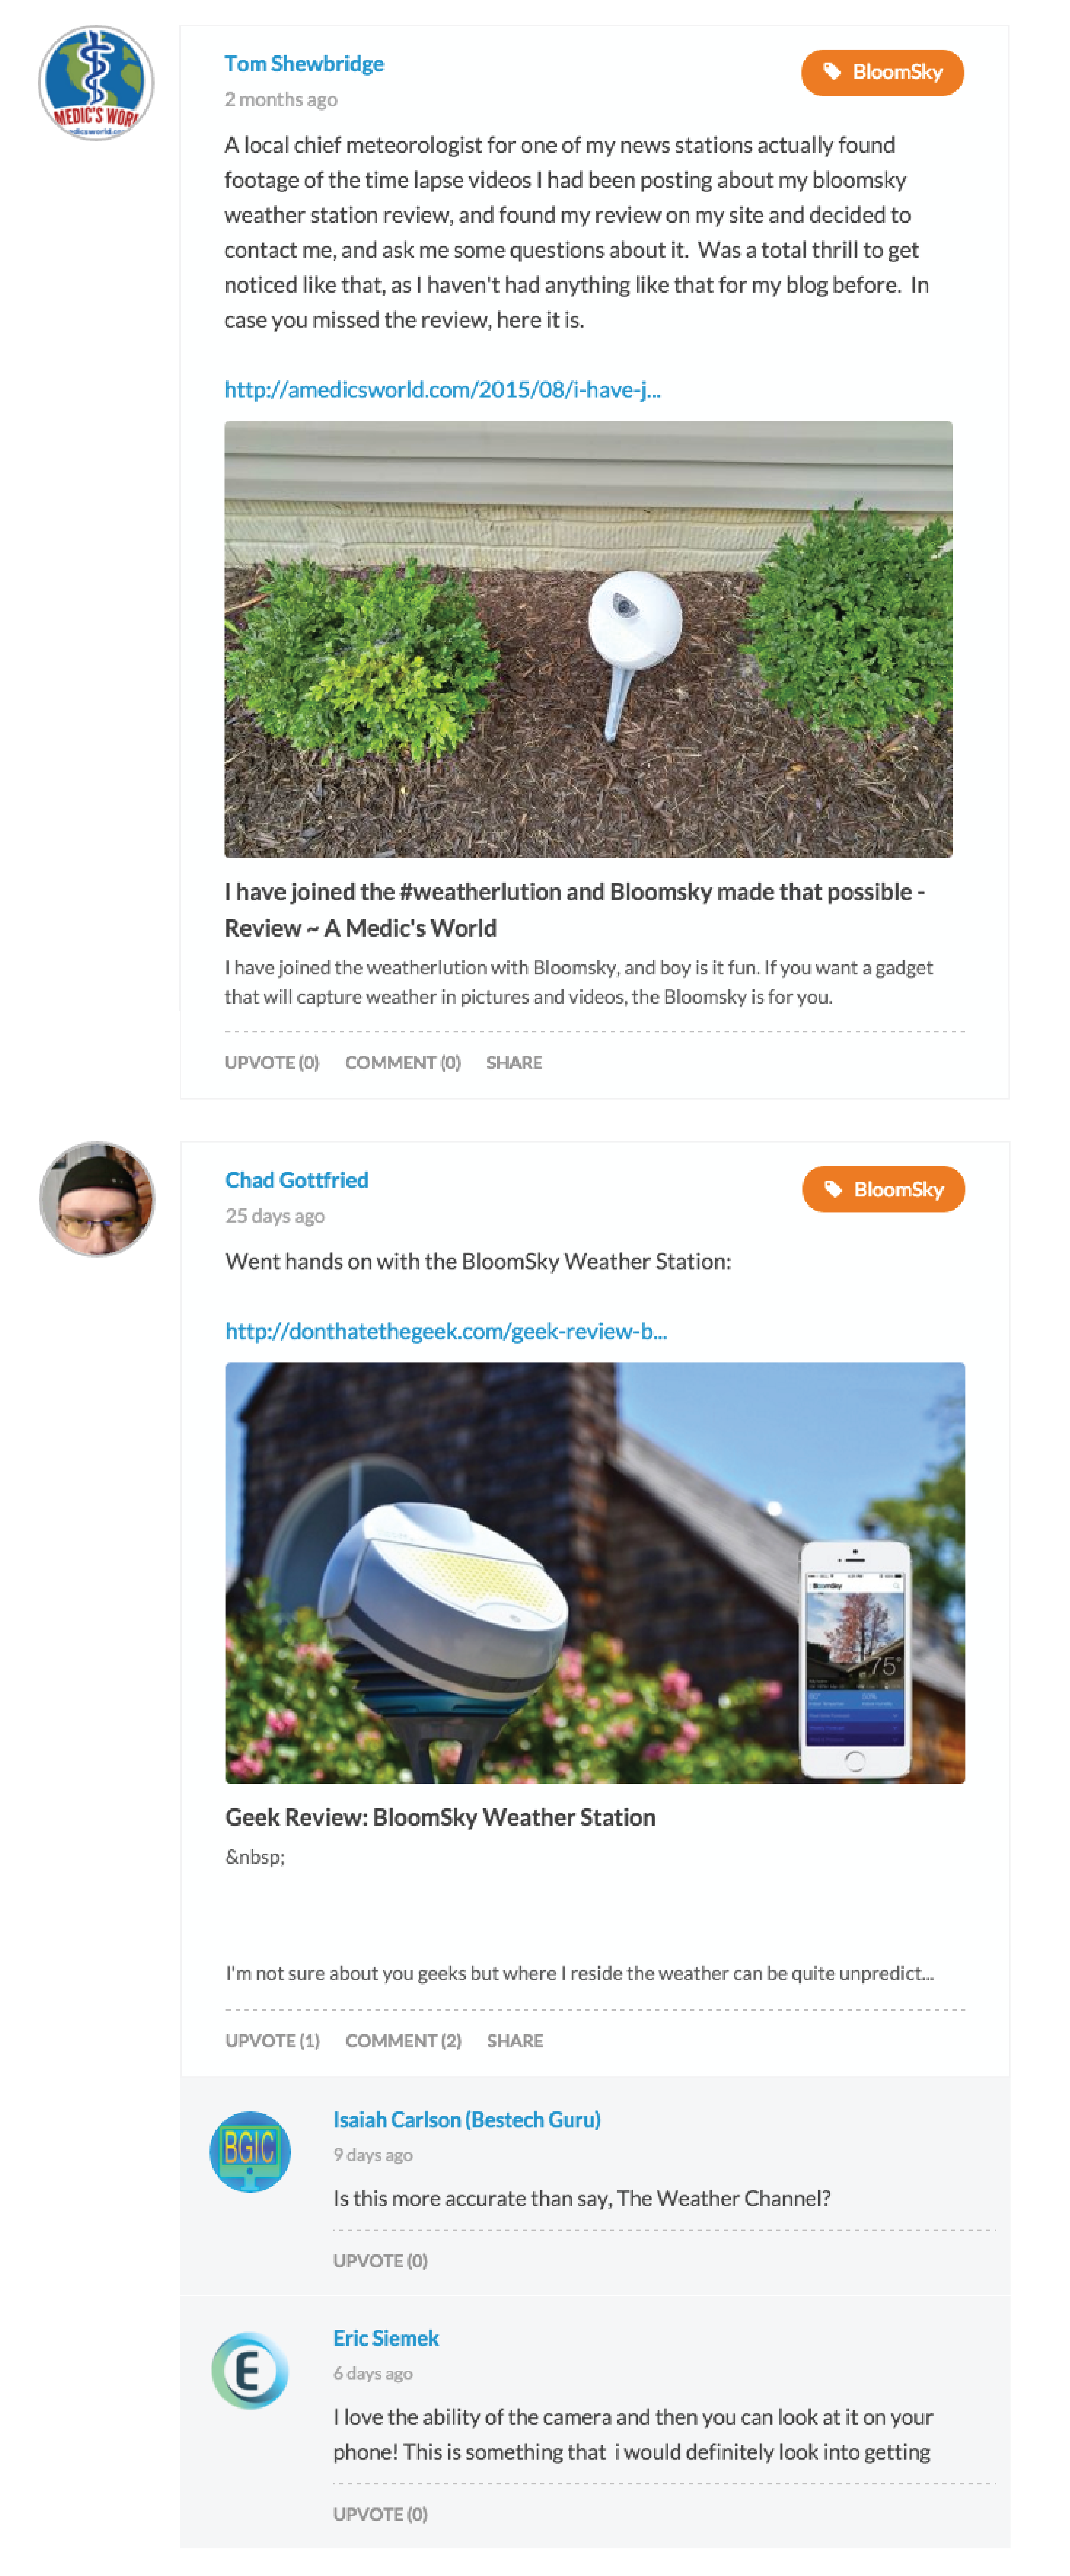 MEDIC'S WOR
Tom Shewbridge
BloomSky
2 months ago
A local chief meteorologist for one of my news stations actually found
footage of the time lapse videos I had been posting about my bloomsky
weather station review, and found my review on my site and decided to
contact me, and ask me some questions about it.  Was a total thrill to get
noticed like that, as I haven't had anything like that for my blog before.  In
case you missed the review, here it is.
http://amedicsworld.com/2015/08/i-have-j...
I have joined the #weatherlution and Bloomsky made that possible -
Review ~ A Medic's World
I have joined the weatherlution with Bloomsky, and boy is it fun. If you want a gadget
that will capture weather in pictures and videos, the Bloomsky is for you.
UPVOTE (0) COMMENT (0) SHARE
Chad Gottfried
BloomSky
25 days ago
Went hands on with the BloomSky Weather Station:
http://donthatethegeek.com/geek-review-b...
BloomSky
75°
Geek Review: BloomSky Weather Station
&nbsp;
I'm not sure about you geeks but where I reside the weather can be quite unpredict...
UPVOTE (1) COMMENT (2) SHARE
BGIC
Isaiah Carlson (Bestech Guru)
9 days ago
Is this more accurate than say, The Weather Channel?
UPVOTE (0)
E
Eric Siemek
6 days ago
I love the ability of the camera and then you can look at it on your
phone! This is something that  i would definitely look into getting
UPVOTE (0)